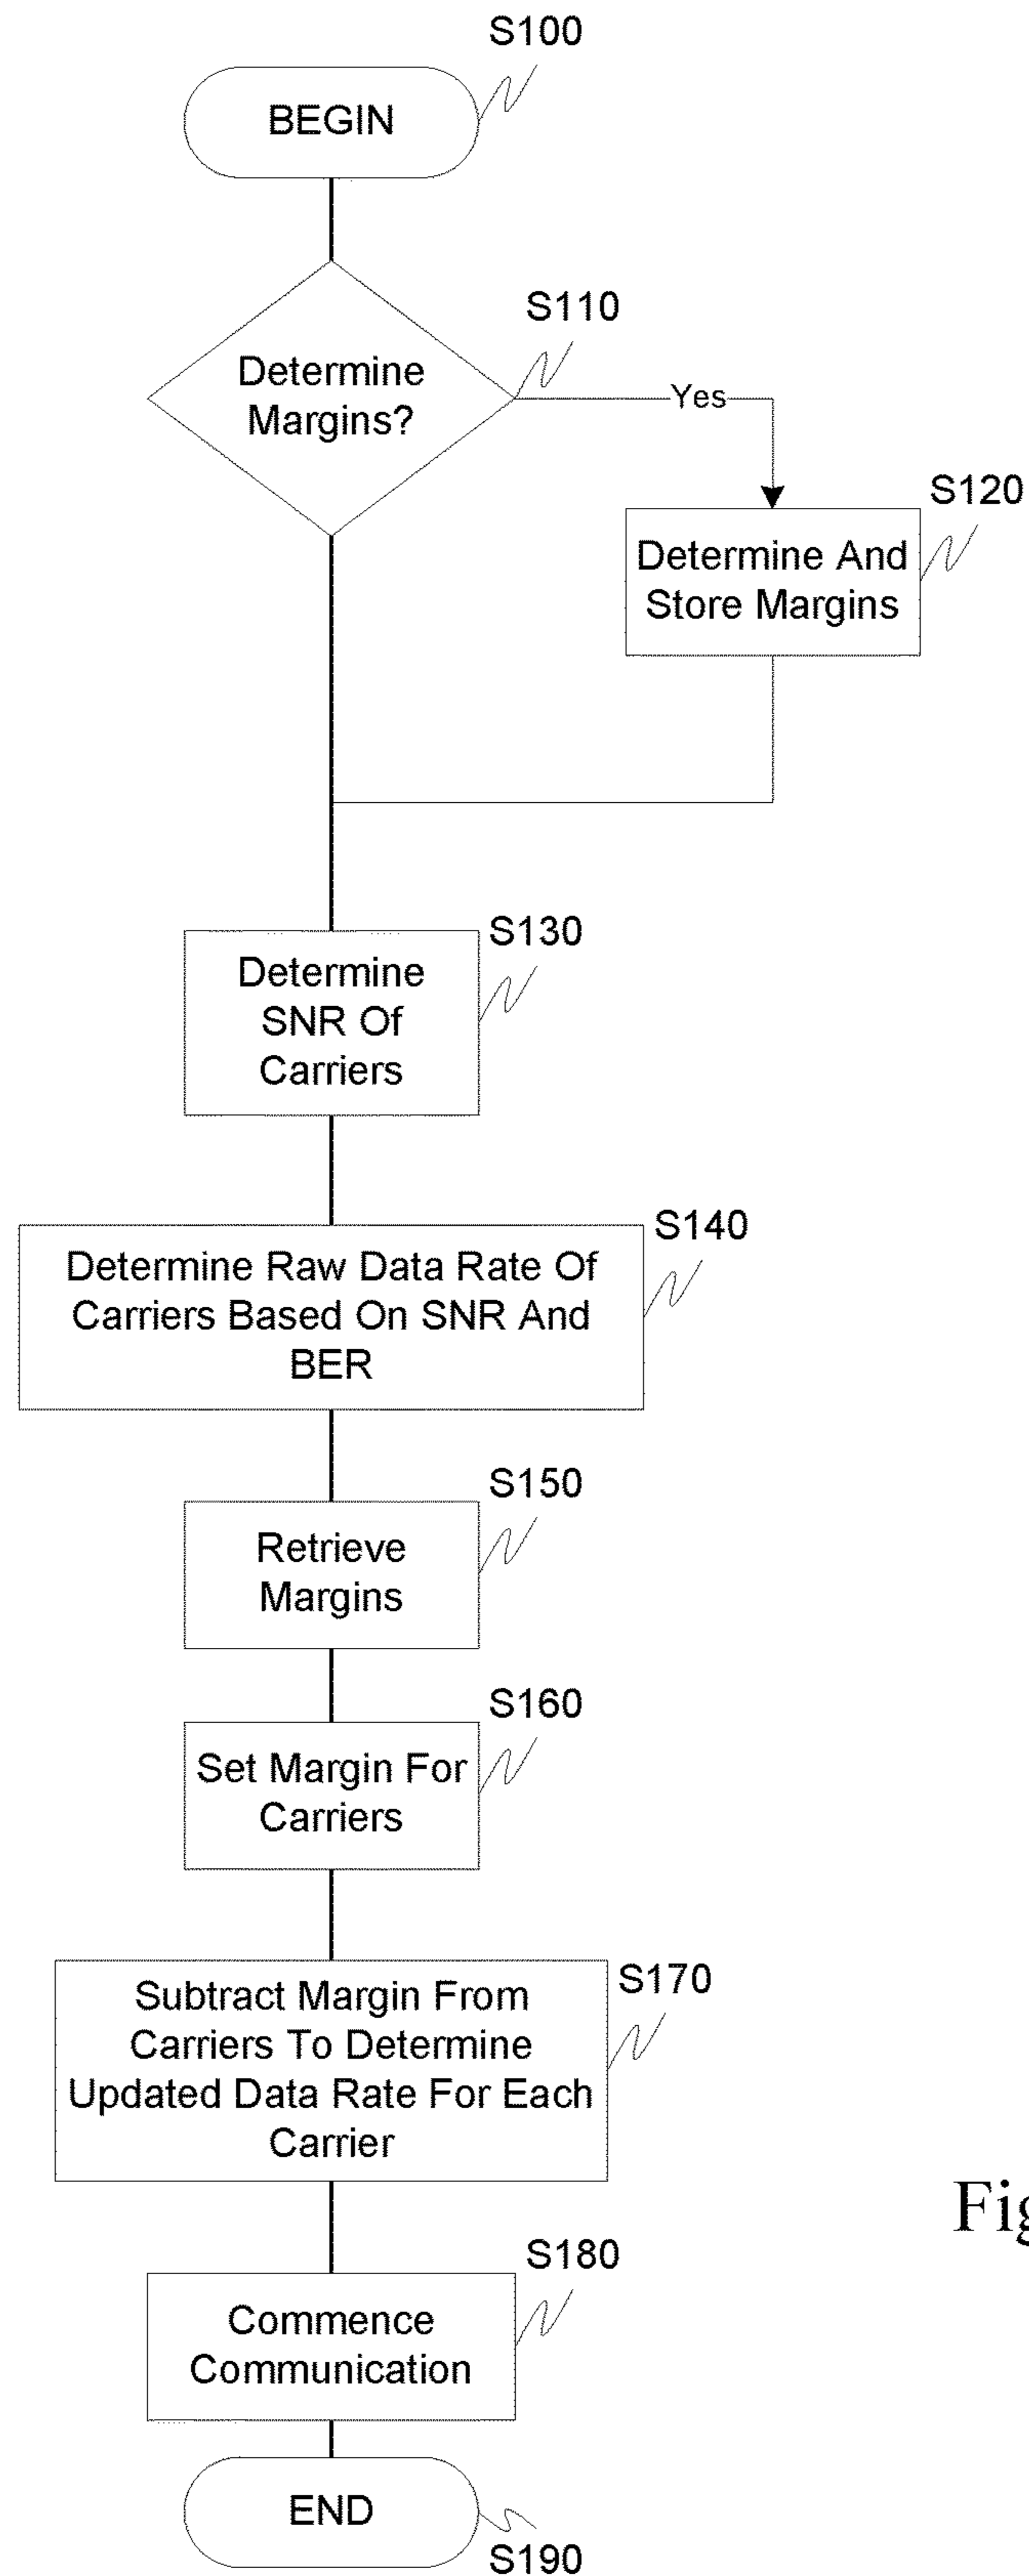 S100
BEGIN
S110
Determine
Margins?
Yes
S120
Determine And
Store Margins
S130
Determine
SNR Of
Carriers
S140
Determine Raw Data Rate Of
Carriers Based On SNR And
BER
S150
Retrieve
Margins
S160
Set Margin For
Carriers
S170
Subtract Margin From
Carriers To Determine
Updated Data Rate For Each
Carrier
S180
Commence
Communication
END
S190